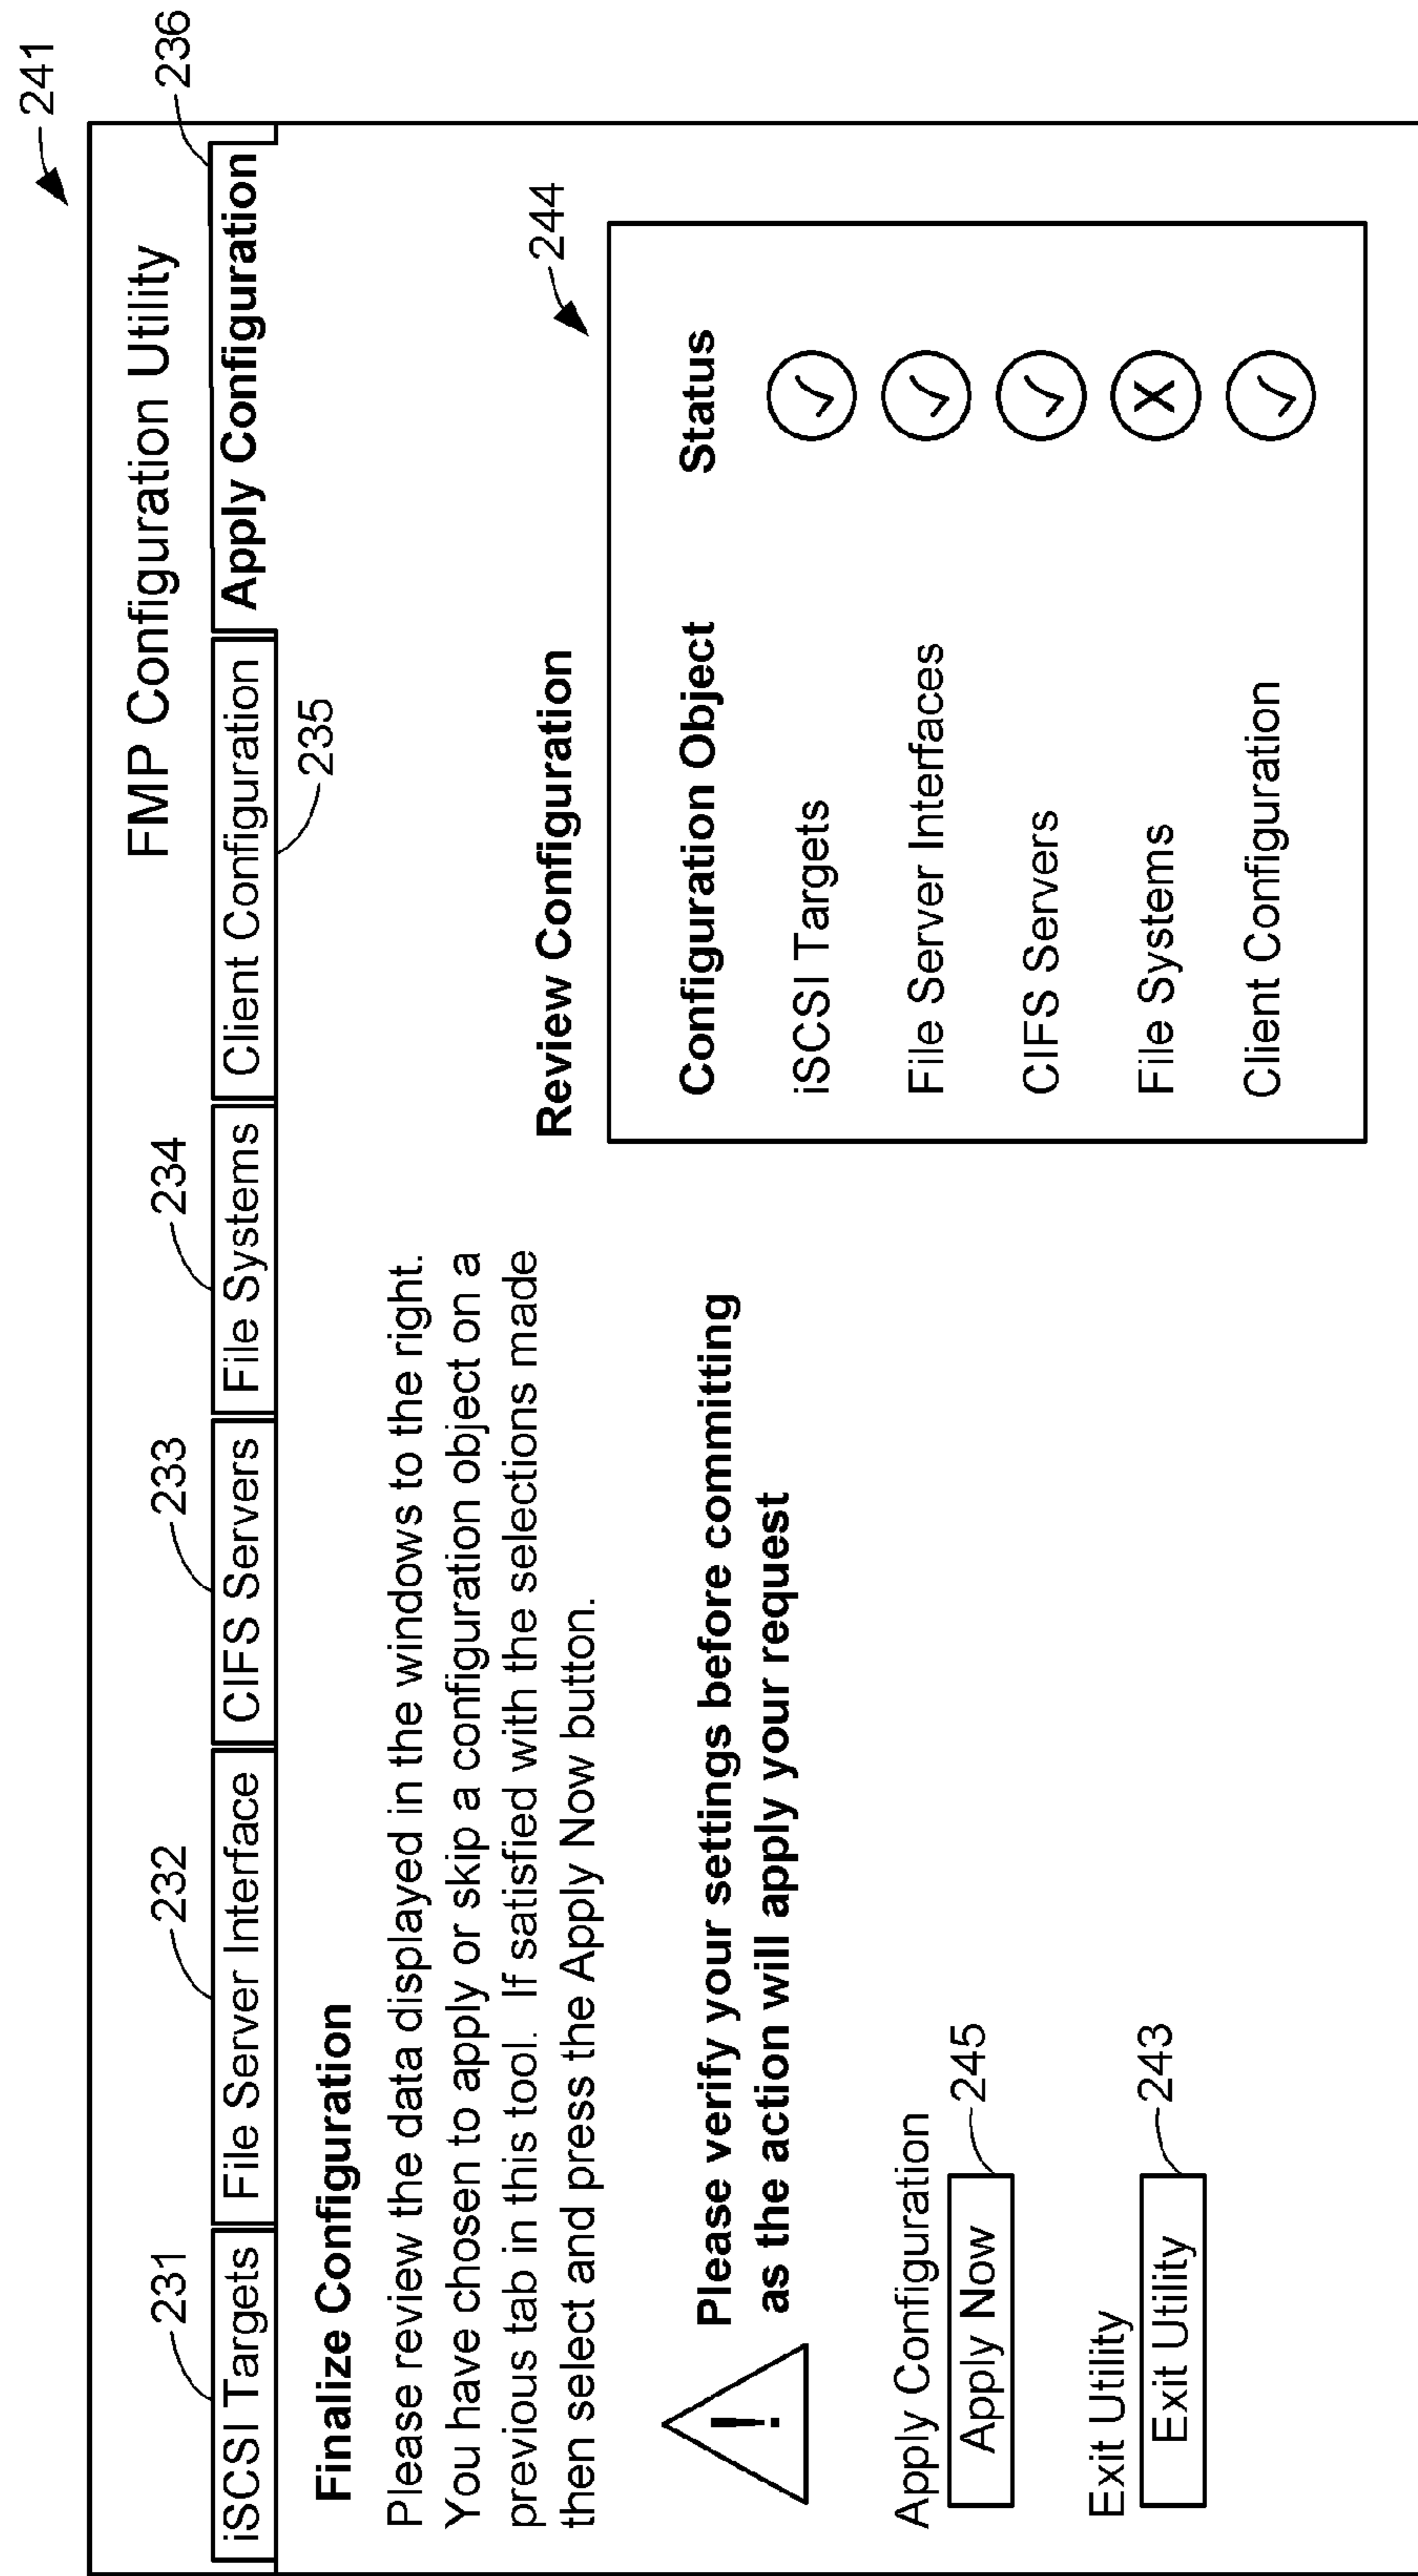 241
FMP Configuration Utility
231
232
233
234
236
iSCSI Targets
File Server Interface
CIFS Servers
File Systems
Client Configuration
Apply Configuration
235
Finalize Configuration
Please review the data displayed in the windows to the right.
You have chosen to apply or skip a configuration object on a
previous tab in this tool. If satisfied with the selections made
then select and press the Apply Now button.
! Please verify your settings before committing
as the action will apply your request
Apply Configuration
Apply Now
245
Exit Utility
Exit Utility
243
Review Configuration
244
Configuration Object Status
iSCSI Targets ✓
File Server Interfaces ✓
CIFS Servers ✓
File Systems X
Client Configuration ✓